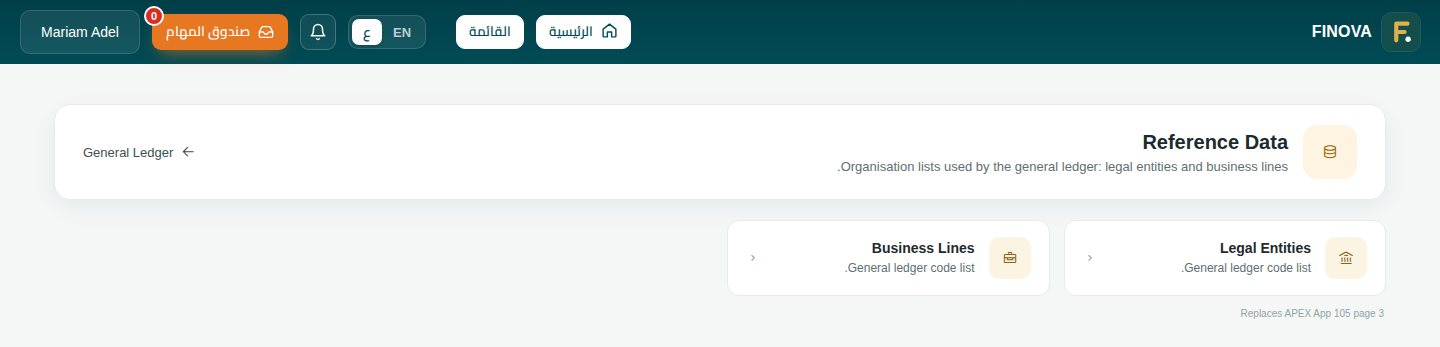 FINOVA
الرئيسية
القائمة
EN
ع
صندوق المهام
0
Mariam Adel
Reference Data
Organisation lists used by the general ledger: legal entities and business lines.
General Ledger
Legal Entities
General ledger code list.
Business Lines
General ledger code list.
Replaces APEX App 105 page 3